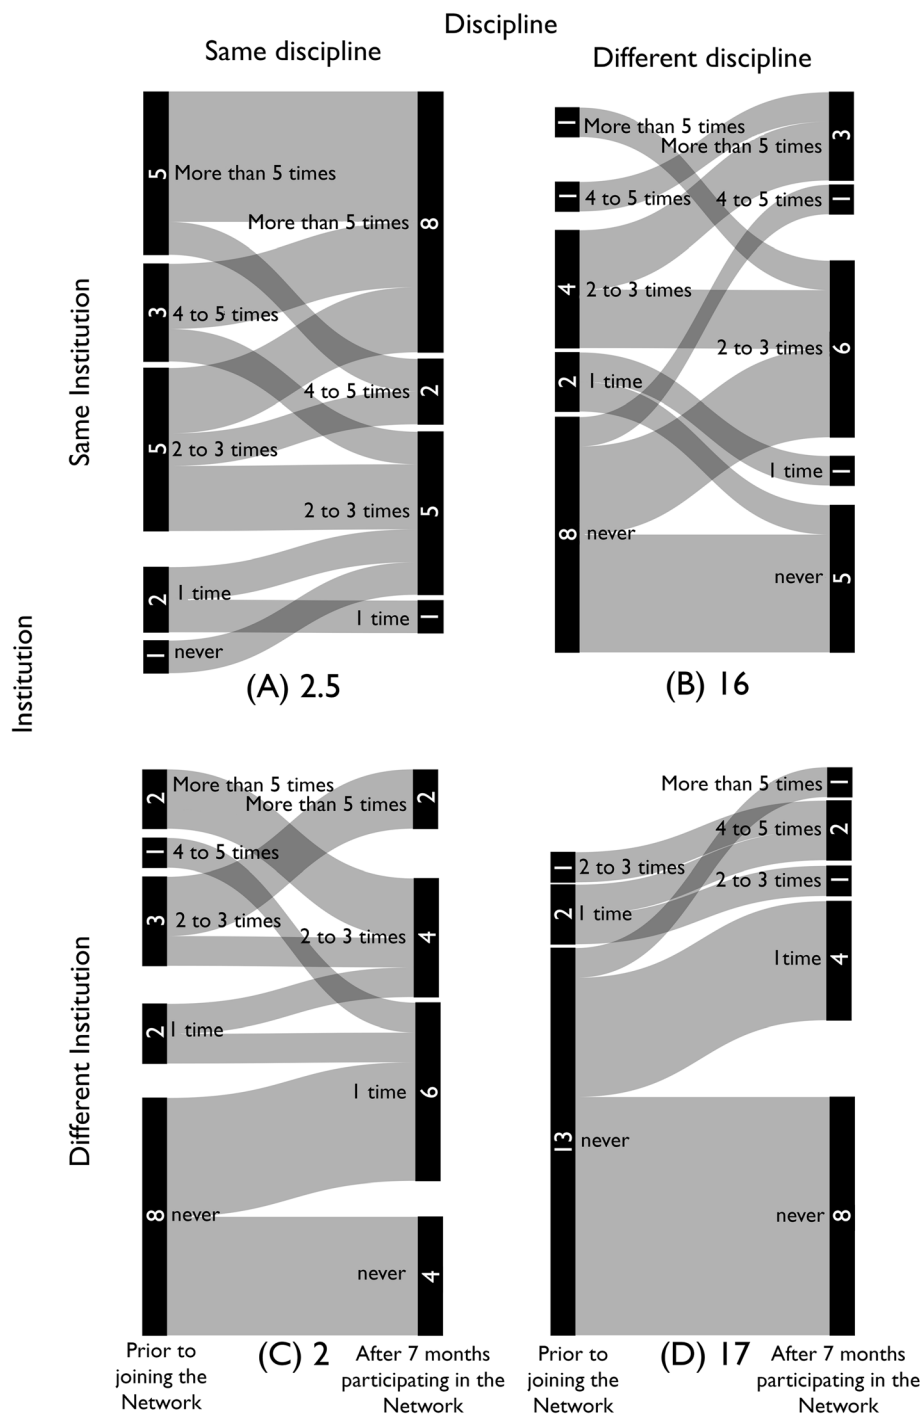 Discipline
Same discipline
Different discipline
Institution
Same Institution
5
More than 5 times
3
4 to 5 times
5
2 to 3 times
2
1 time
1
never
More than 5 times
8
4 to 5 times
2
2 to 3 times
5
1 time
1
(A) 2.5
1
More than 5 times
1
4 to 5 times
4
2 to 3 times
2
1 time
8
never
More than 5 times
3
4 to 5 times
1
2 to 3 times
6
1 time
1
never
5
(B) 16
Different Institution
2
More than 5 times
1
4 to 5 times
3
2 to 3 times
2
1 time
8
never
More than 5 times
2
2 to 3 times
4
1 time
6
never
4
Prior to
joining the
Network
(C) 2
After 7 months
participating in the
Network
1
2 to 3 times
2
1 time
13
never
More than 5 times
1
4 to 5 times
2
2 to 3 times
1
1time
4
never
8
Prior to
joining the
Network
(D) 17
After 7 months
participating in the
Network